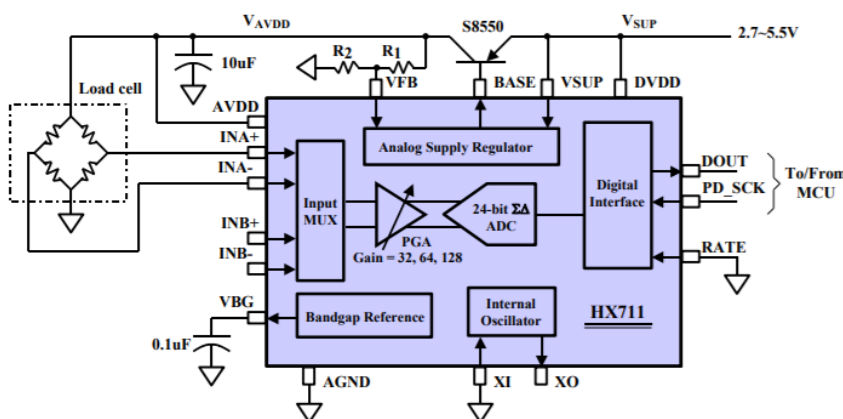 S8550
V_AVDD
V_SUP
2.7~5.5V
R2
R1
10uF
Load cell
VFB
BASE
VSUP
DVDD
AVDD
INA+
Analog Supply Regulator
DOUT
INA-
To/From
MCU
Input
MUX
24-bit ΣΔ
ADC
Digital
Interface
PD_SCK
INB+
PGA
Gain = 32, 64, 128
INB-
RATE
VBG
Bandgap Reference
Internal
Oscillator
HX711
0.1uF
AGND
XI
XO